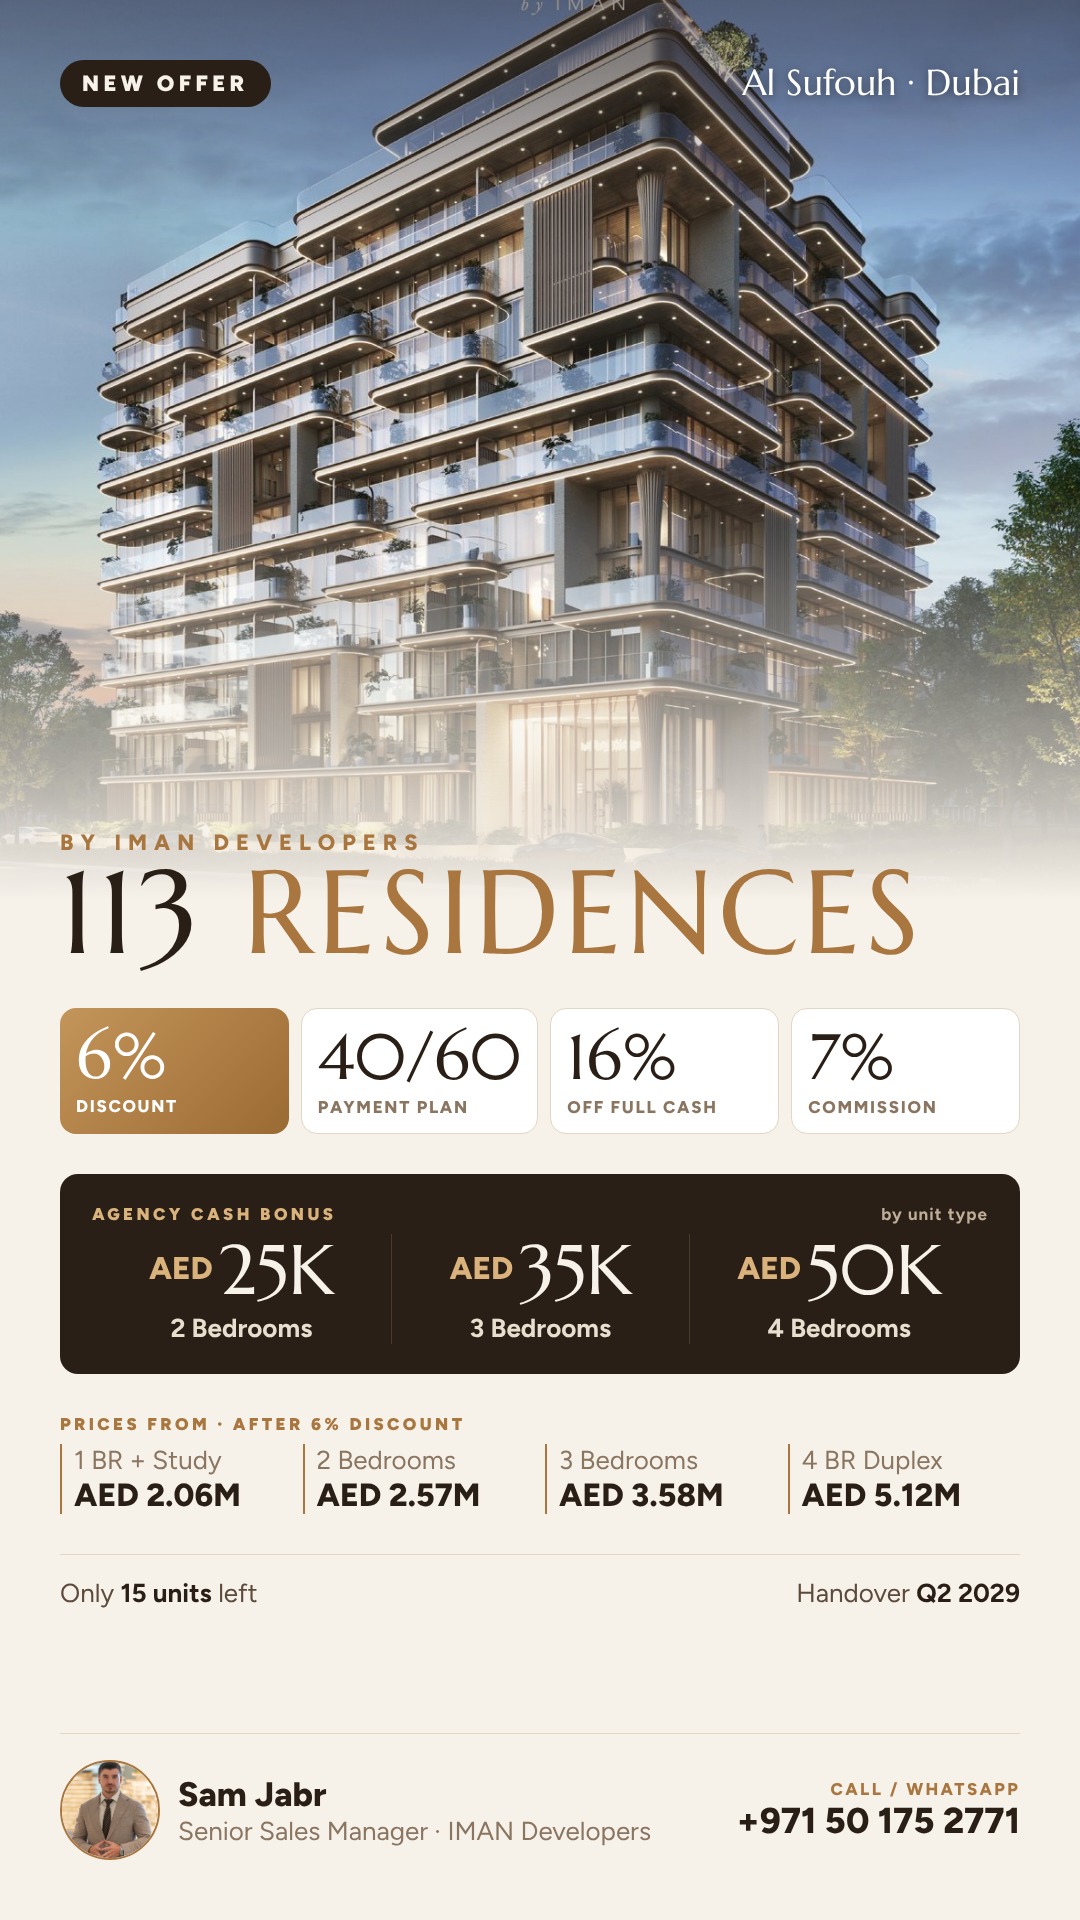 by IMAN
NEW OFFER
Al Sufouh · Dubai
BY IMAN DEVELOPERS
113 RESIDENCES
6%
DISCOUNT
40/60
PAYMENT PLAN
16%
OFF FULL CASH
7%
COMMISSION
AGENCY CASH BONUS
by unit type
AED 25K
2 Bedrooms
AED 35K
3 Bedrooms
AED 50K
4 Bedrooms
PRICES FROM · AFTER 6% DISCOUNT
1 BR + Study
AED 2.06M
2 Bedrooms
AED 2.57M
3 Bedrooms
AED 3.58M
4 BR Duplex
AED 5.12M
Only 15 units left
Handover Q2 2029
Sam Jabr
Senior Sales Manager · IMAN Developers
CALL / WHATSAPP
+971 50 175 2771